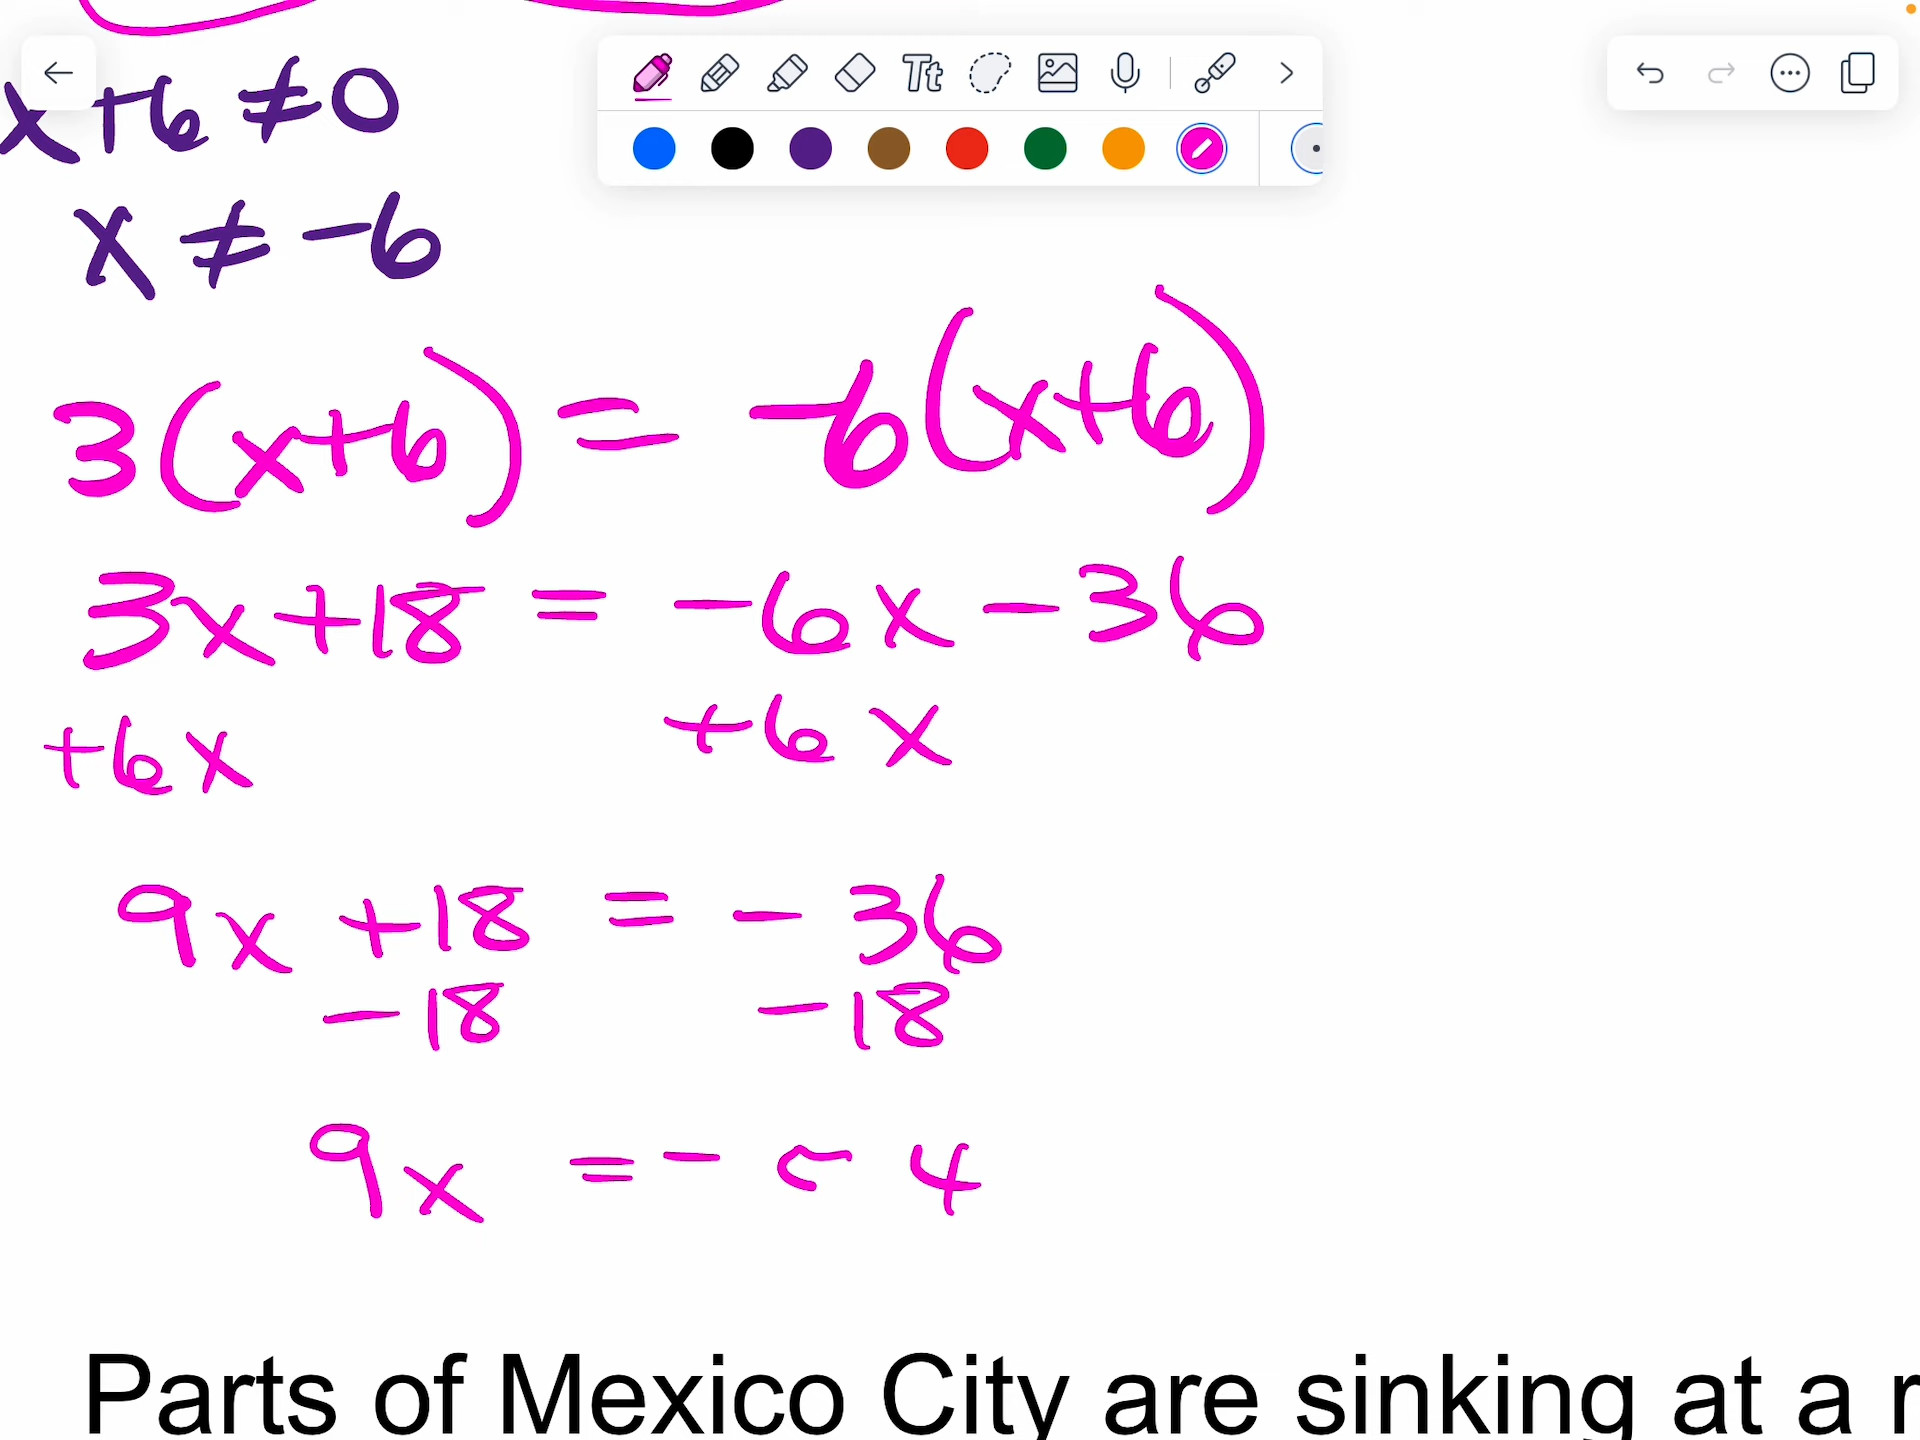 x+6 ≠0
x ≠ -6
3(x+6) = -6(x+6)
3x+18 = -6x-36
+6x +6x
9x +18 = -36
-18 -18
9x = - 4
Parts of Mexico City are sinking at a